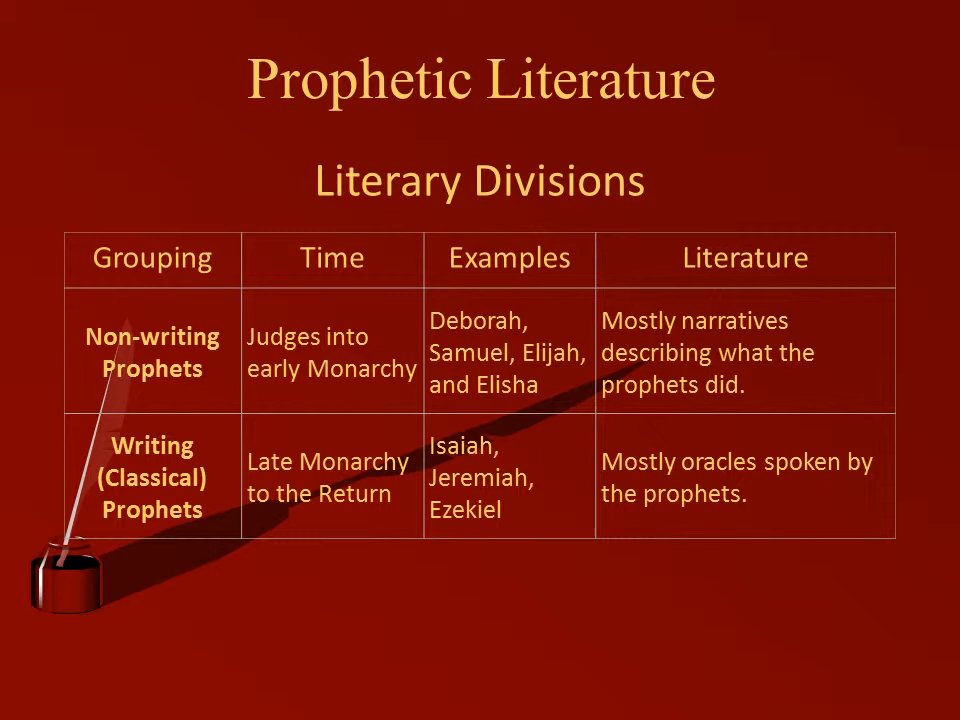 Prophetic Literature
Literary Divisions
Grouping Time Examples Literature
Non-writing
Prophets
Judges into
early Monarchy
Deborah,
Samuel, Elijah,
and Elisha
Mostly narratives
describing what the
prophets did.
Writing
(Classical)
Prophets
Late Monarchy
to the Return
Isaiah,
Jeremiah,
Ezekiel
Mostly oracles spoken by
the prophets.